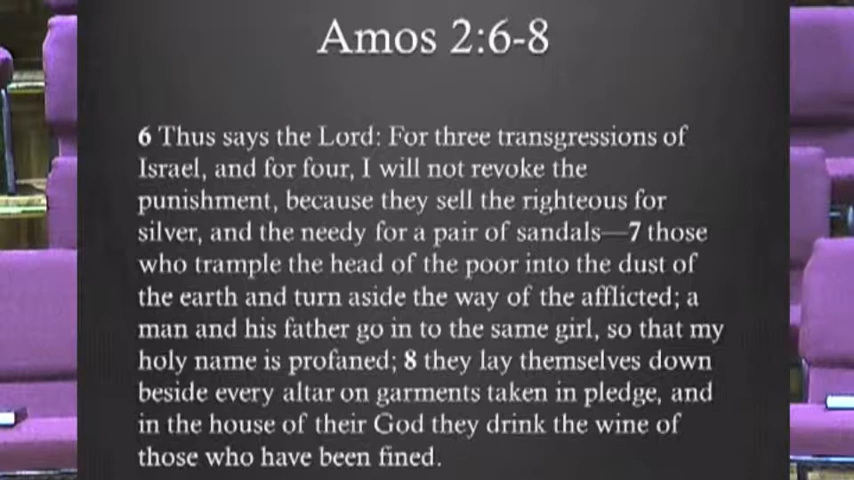 Amos 2:6-8
6 Thus says the Lord: For three transgressions of
Israel, and for four, I will not revoke the
punishment, because they sell the righteous for
silver, and the needy for a pair of sandals—7 those
who trample the head of the poor into the dust of
the earth and turn aside the way of the afflicted; a
man and his father go in to the same girl, so that my
holy name is profaned; 8 they lay themselves down
beside every altar on garments taken in pledge, and
in the house of their God they drink the wine of
those who have been fined.